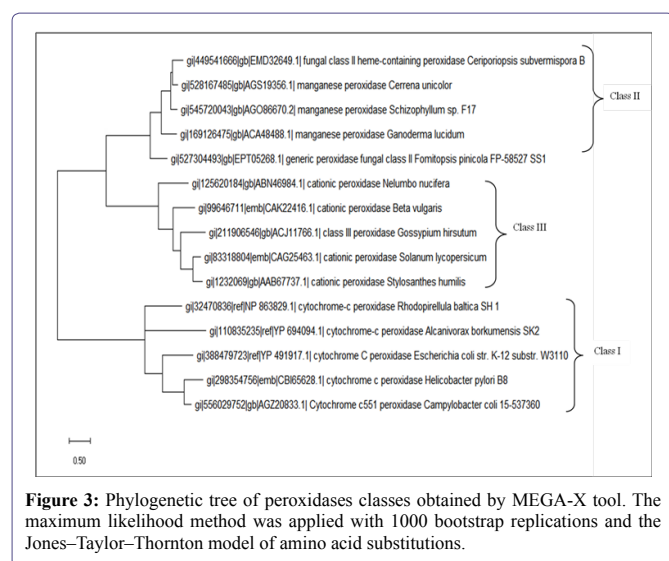 gi|449541666|gb|EMD32649.1| fungal class II heme-containing peroxidase Ceriporiopsis subvermispora B
gi|528167485|gb|AGS19356.1| manganese peroxidase Cerrena unicolor
Class II
gi|545720043|gb|AGO86670.2| manganese peroxidase Schizophyllum sp. F17
gi|169126475|gb|ACA48488.1| manganese peroxidase Ganoderma lucidum
gi|527304493|gb|EPT05268.1| generic peroxidase fungal class II Fomitopsis pinicola FP-58527 SS1
gi|125620184|gb|ABN46984.1| cationic peroxidase Nelumbo nucifera
gi|99646711|emb|CAK22416.1| cationic peroxidase Beta vulgaris
Class III
gi|211906546|gb|ACJ11766.1| class III peroxidase Gossypium hirsutum
gi|83318804|emb|CAG25463.1| cationic peroxidase Solanum lycopersicum
gi|1232069|gb|AAB67737.1| cationic peroxidase Stylosanthes humilis
gi|32470836|ref|NP 863829.1| cytochrome-c peroxidase Rhodopirellula baltica SH 1
gi|110835235|ref|YP 694094.1| cytochrome-c peroxidase Alcanivorax borkumensis SK2
Class I
gi|388479723|ref|YP 491917.1| cytochrome C peroxidase Escherichia coli str. K-12 substr. W3110
gi|298354756|emb|CBI65628.1| cytochrome c peroxidase Helicobacter pylori B8
gi|556029752|gb|AGZ20833.1| Cytochrome c551 peroxidase Campylobacter coli 15-537360
0.50
Figure 3: Phylogenetic tree of peroxidases classes obtained by MEGA-X tool. The
maximum likelihood method was applied with 1000 bootstrap replications and the
Jones–Taylor–Thornton model of amino acid substitutions.